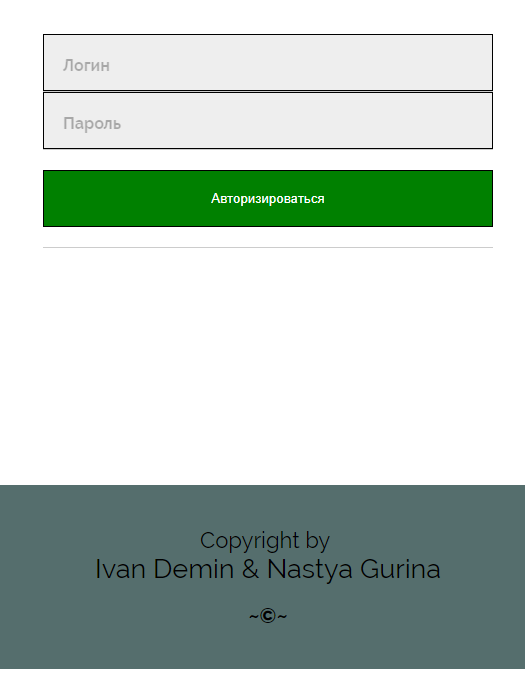 Логин
Пароль
Авторизироваться
Copyright by
Ivan Demin & Nastya Gurina
~©~